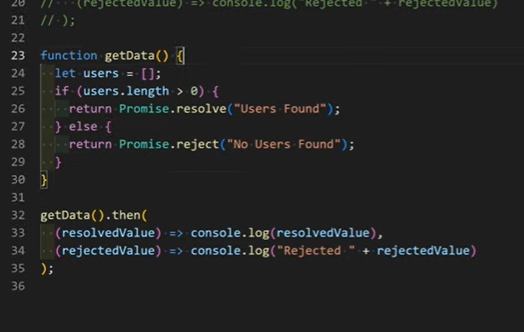 20 // (rejectedValue) => console.log("Rejected " + rejectedValue)
21 // );
22
23 function getData() {
24   let users = [];
25   if (users.length > 0) {
26     return Promise.resolve("Users Found");
27   } else {
28     return Promise.reject("No Users Found");
29   }
30 }
31
32 getData().then(
33   (resolvedValue) => console.log(resolvedValue),
34   (rejectedValue) => console.log("Rejected " + rejectedValue)
35 );
36